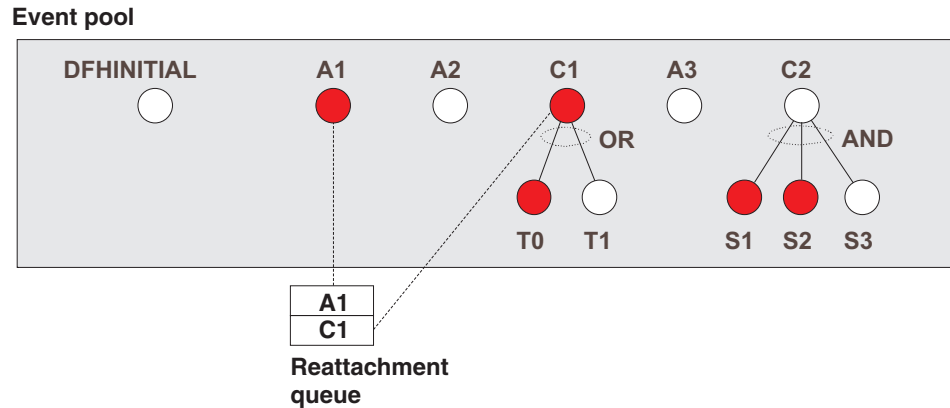 Event pool
DFHINITIAL A1 A2 C1 A3 C2
OR AND
T0 T1 S1 S2 S3
A1
C1
Reattachment
queue